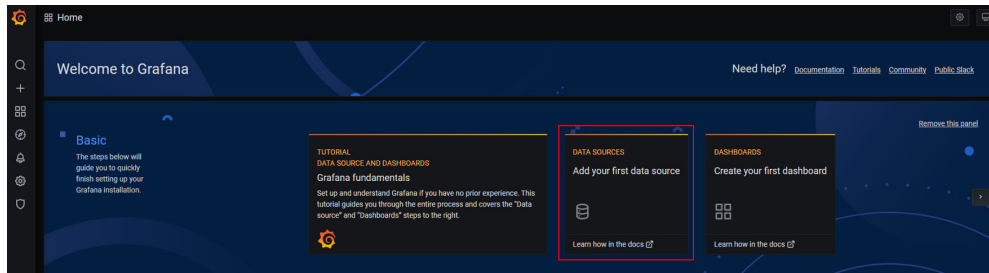 Home
Welcome to Grafana
Need help? Documentation Tutorials Community Public Slack
Remove this panel
Basic
The steps below will
guide you to quickly
finish setting up your
Grafana installation.
TUTORIAL
DATA SOURCE AND DASHBOARDS
Grafana fundamentals
Set up and understand Grafana if you have no prior experience. This
tutorial guides you through the entire process and covers the "Data
source" and "Dashboards" steps to the right.
DATA SOURCES
Add your first data source
Learn how in the docs
DASHBOARDS
Create your first dashboard
Learn how in the docs